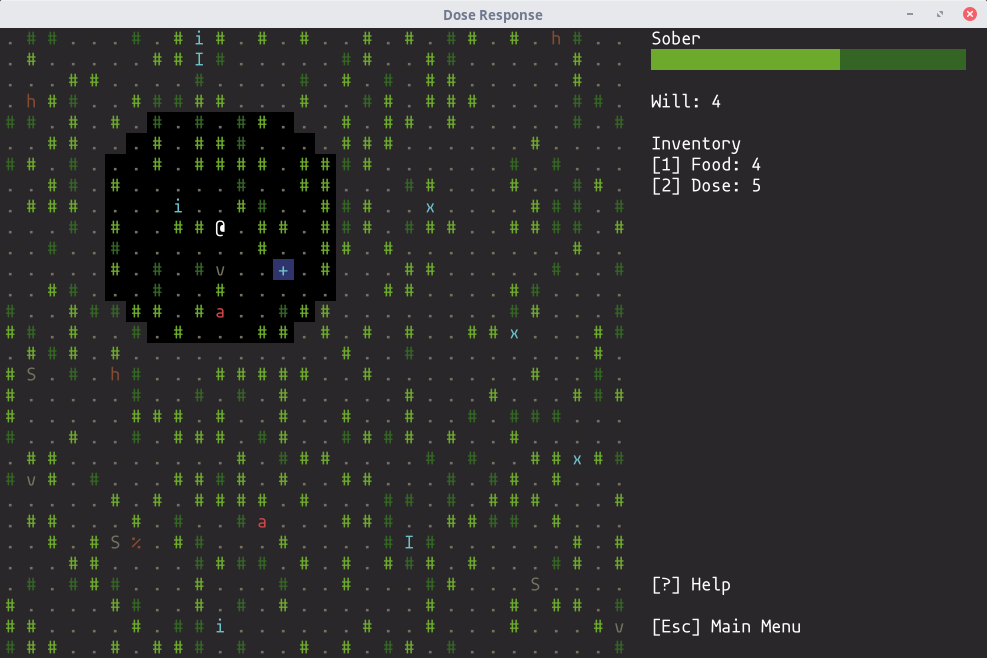 Dose Response
Sober
Will: 4
Inventory
[1] Food: 4
[2] Dose: 5
[?] Help
[Esc] Main Menu